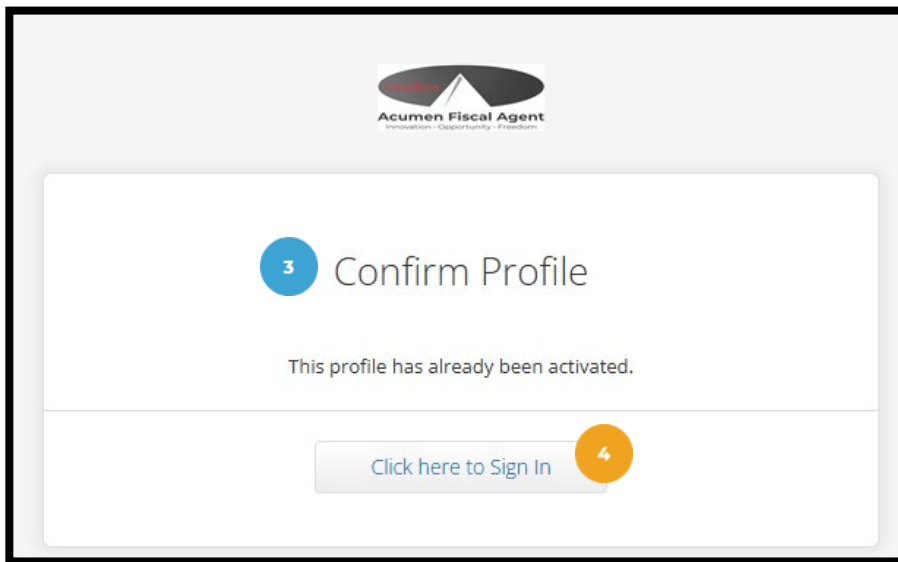 Acumen Fiscal Agent
Innovation - Opportunity - Freedom
3
Confirm Profile
This profile has already been activated.
Click here to Sign In
4